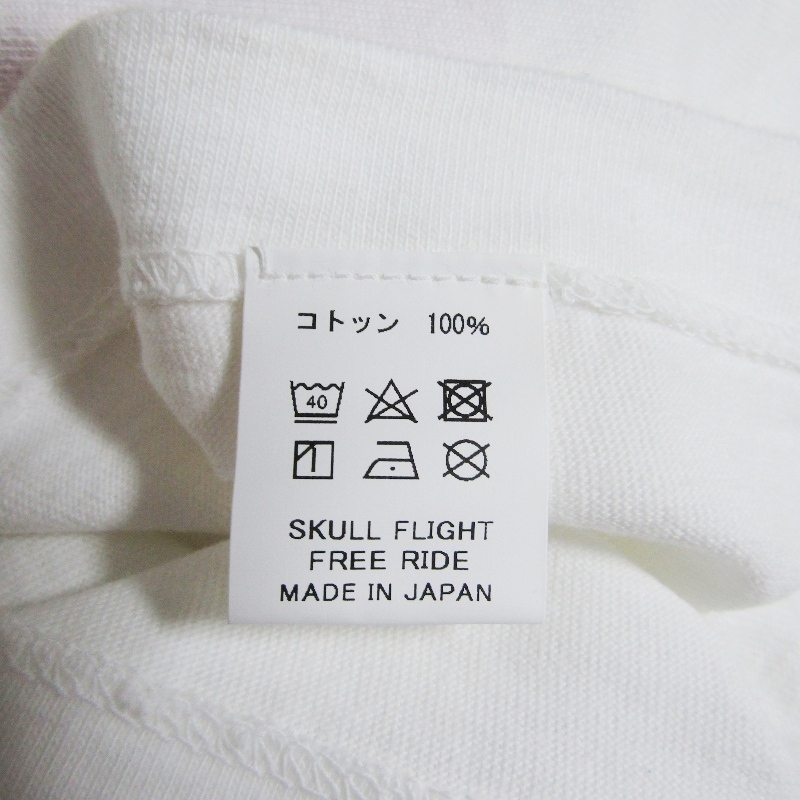 コトッン 100%
40
SKULL FLIGHT
FREE RIDE
MADE IN JAPAN